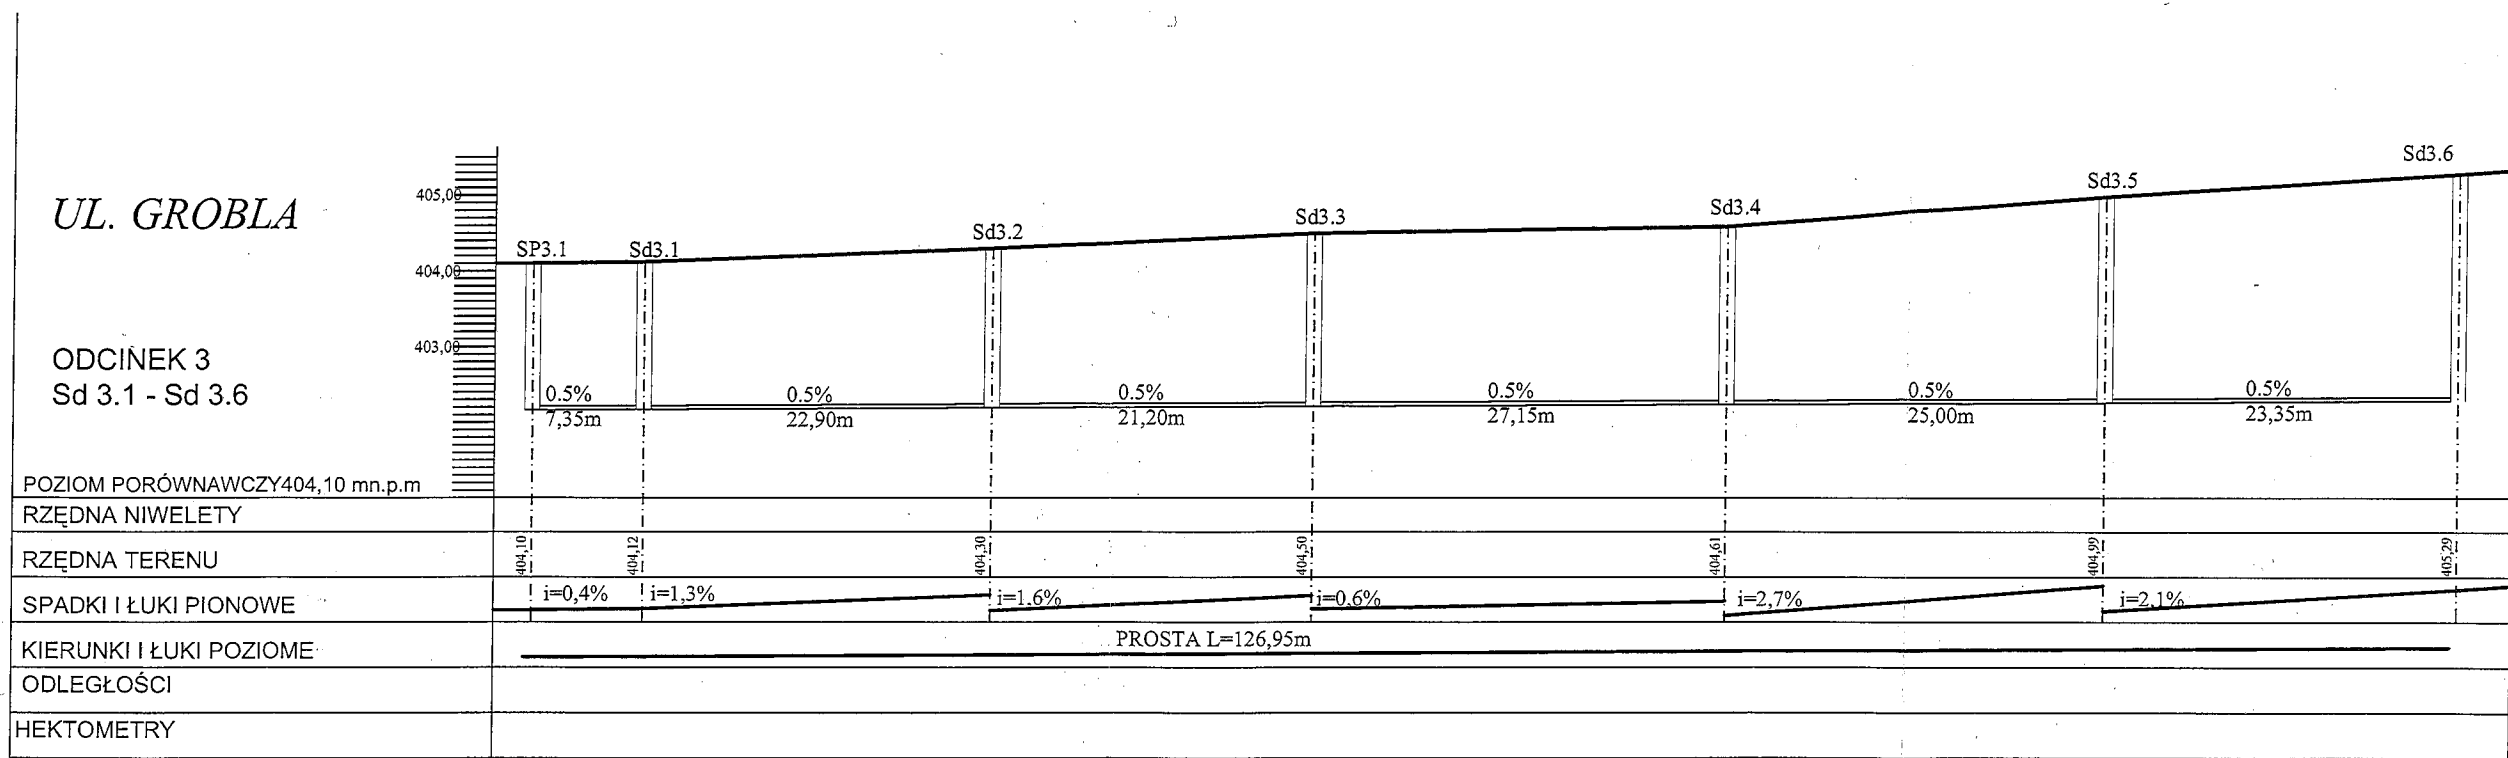 UL. GROBLA
ODCINEK 3
Sd 3.1 - Sd 3.6
405,00
404,00
403,00
SP3.1
Sd3.1
Sd3.2
Sd3.3
Sd3.4
Sd3.5
Sd3.6
0.5% 0.5% 0.5% 0.5% 0.5% 0.5%
7,35m 22,90m 21,20m 27,15m 25,00m 23,35m
POZIOM PORÓWNAWCZY404,10 mn.p.m
RZĘDNA NIWELETY
RZĘDNA TERENU
404,10 404,12 404,30 404,50 404,61 404,99 405,29
SPADKI I ŁUKI PIONOWE
i=0,4% i=1,3% i=1.6% i=0.6% i=2,7% i=2,1%
KIERUNKI I ŁUKI POZIOME
PROSTA L=126,95m
ODLEGŁOŚCI
HEKTOMETRY